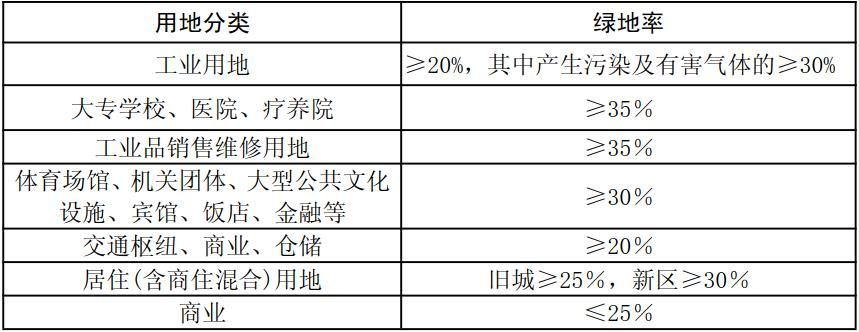 用地分类 绿地率
工业用地 ≥20%，其中产生污染及有害气体的≥30%
大专学校、医院、疗养院 ≥35%
工业品销售维修用地 ≥35%
体育场馆、机关团体、大型公共文化
设施、宾馆、饭店、金融等 ≥30%
交通枢纽、商业、仓储 ≥20%
居住(含商住混合)用地 旧城≥25%，新区≥30%
商业 ≤25%